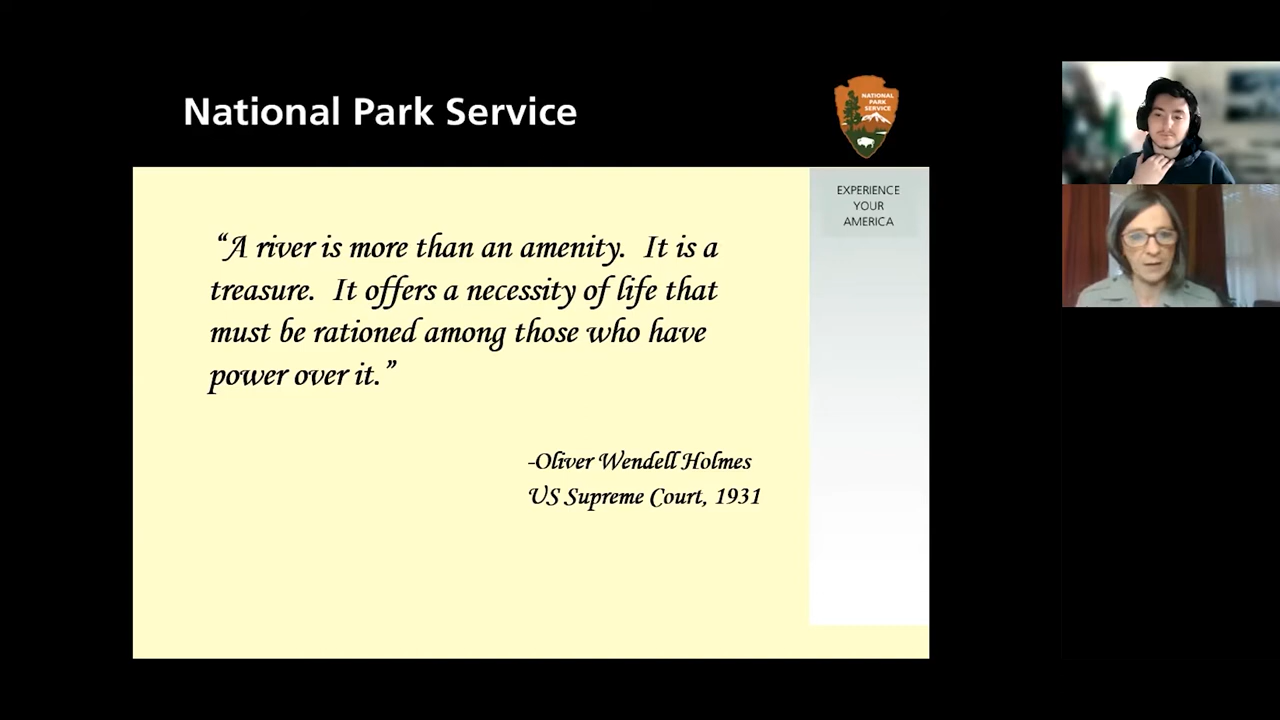 National Park Service
NATIONAL
PARK
SERVICE
EXPERIENCE
YOUR
AMERICA
“A river is more than an amenity.  It is a
treasure.  It offers a necessity of life that
must be rationed among those who have
power over it.”
-Oliver Wendell Holmes
US Supreme Court, 1931